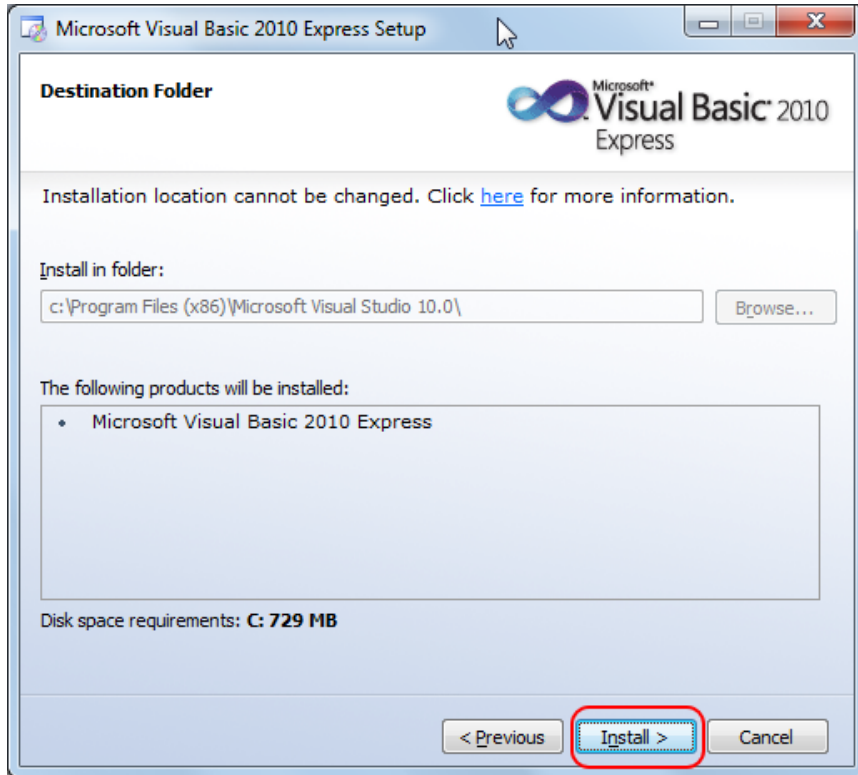 Microsoft Visual Basic 2010 Express Setup
Destination Folder
Microsoft®
Visual Basic® 2010
Express
Installation location cannot be changed. Click here for more information.
Install in folder:
c:\Program Files (x86)\Microsoft Visual Studio 10.0\
Browse...
The following products will be installed:
• Microsoft Visual Basic 2010 Express
Disk space requirements: C: 729 MB
< Previous
Install >
Cancel